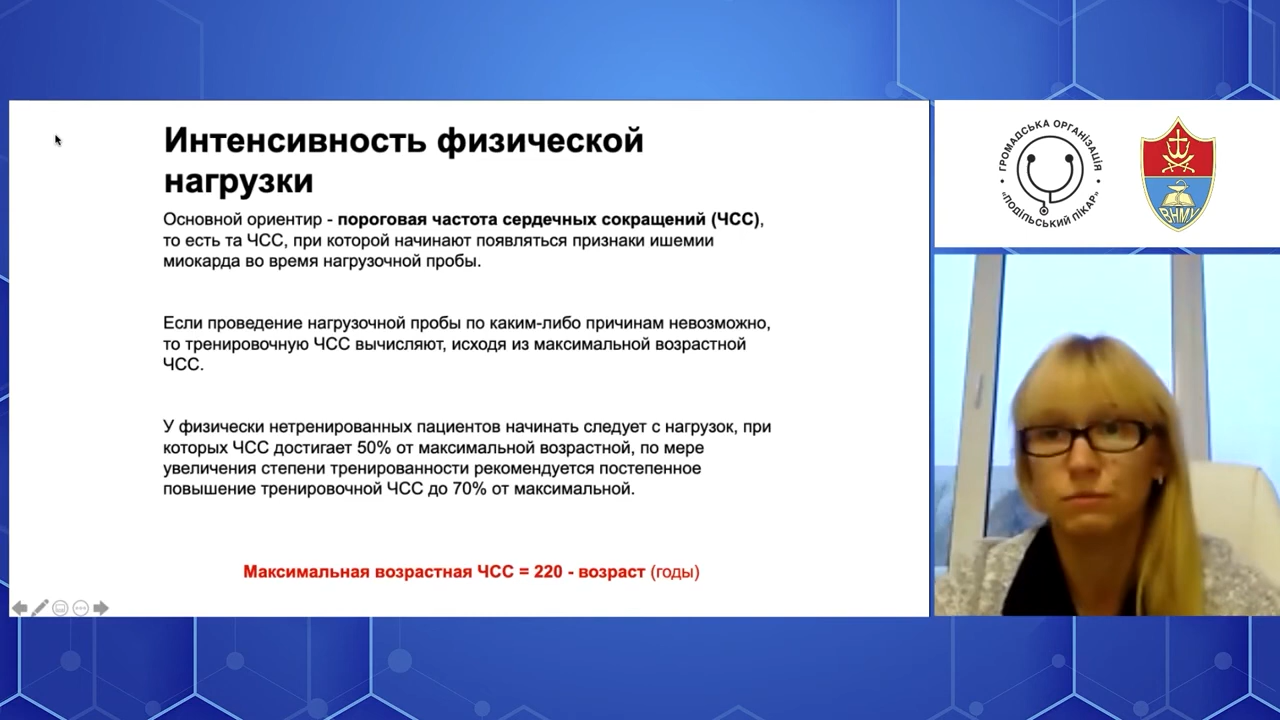 Интенсивность физической
нагрузки
Основной ориентир - пороговая частота сердечных сокращений (ЧСС),
то есть та ЧСС, при которой начинают появляться признаки ишемии
миокарда во время нагрузочной пробы.
Если проведение нагрузочной пробы по каким-либо причинам невозможно,
то тренировочную ЧСС вычисляют, исходя из максимальной возрастной
ЧСС.
У физически нетренированных пациентов начинать следует с нагрузок, при
которых ЧСС достигает 50% от максимальной возрастной, по мере
увеличения степени тренированности рекомендуется постепенное
повышение тренировочной ЧСС до 70% от максимальной.
Максимальная возрастная ЧСС = 220 - возраст (годы)
ГРОМАДСЬКА ОРГАНІЗАЦІЯ
«ПОДІЛЬСЬКИЙ ЛІКАР»
ВНМУ